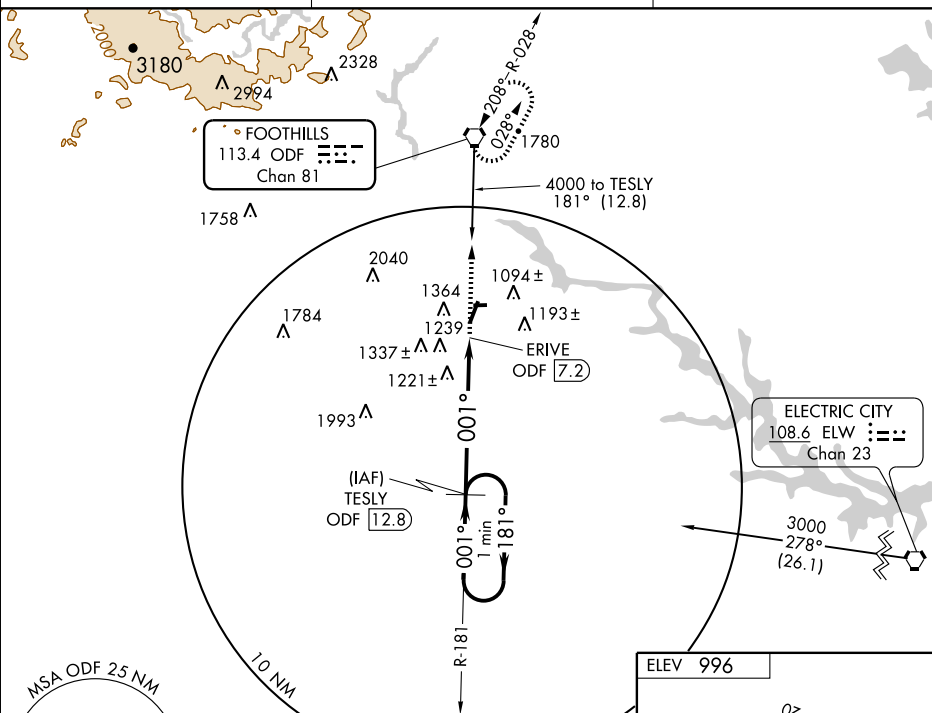 2000
3180
2994
2328
208°
R-028
028°
1780
FOOTHILLS
113.4 ODF
Chan 81
4000 to TESLY
181° (12.8)
1758
2040
1784
1364
1094±
1193±
1239
1337±
1221±
ERIVE
ODF 7.2
1993
001°
(IAF)
TESLY
ODF 12.8
001°
1 min
181°
ELECTRIC CITY
108.6 ELW
Chan 23
3000
278°
(26.1)
R-181
10 NM
MSA ODF 25 NM
ELEV 996